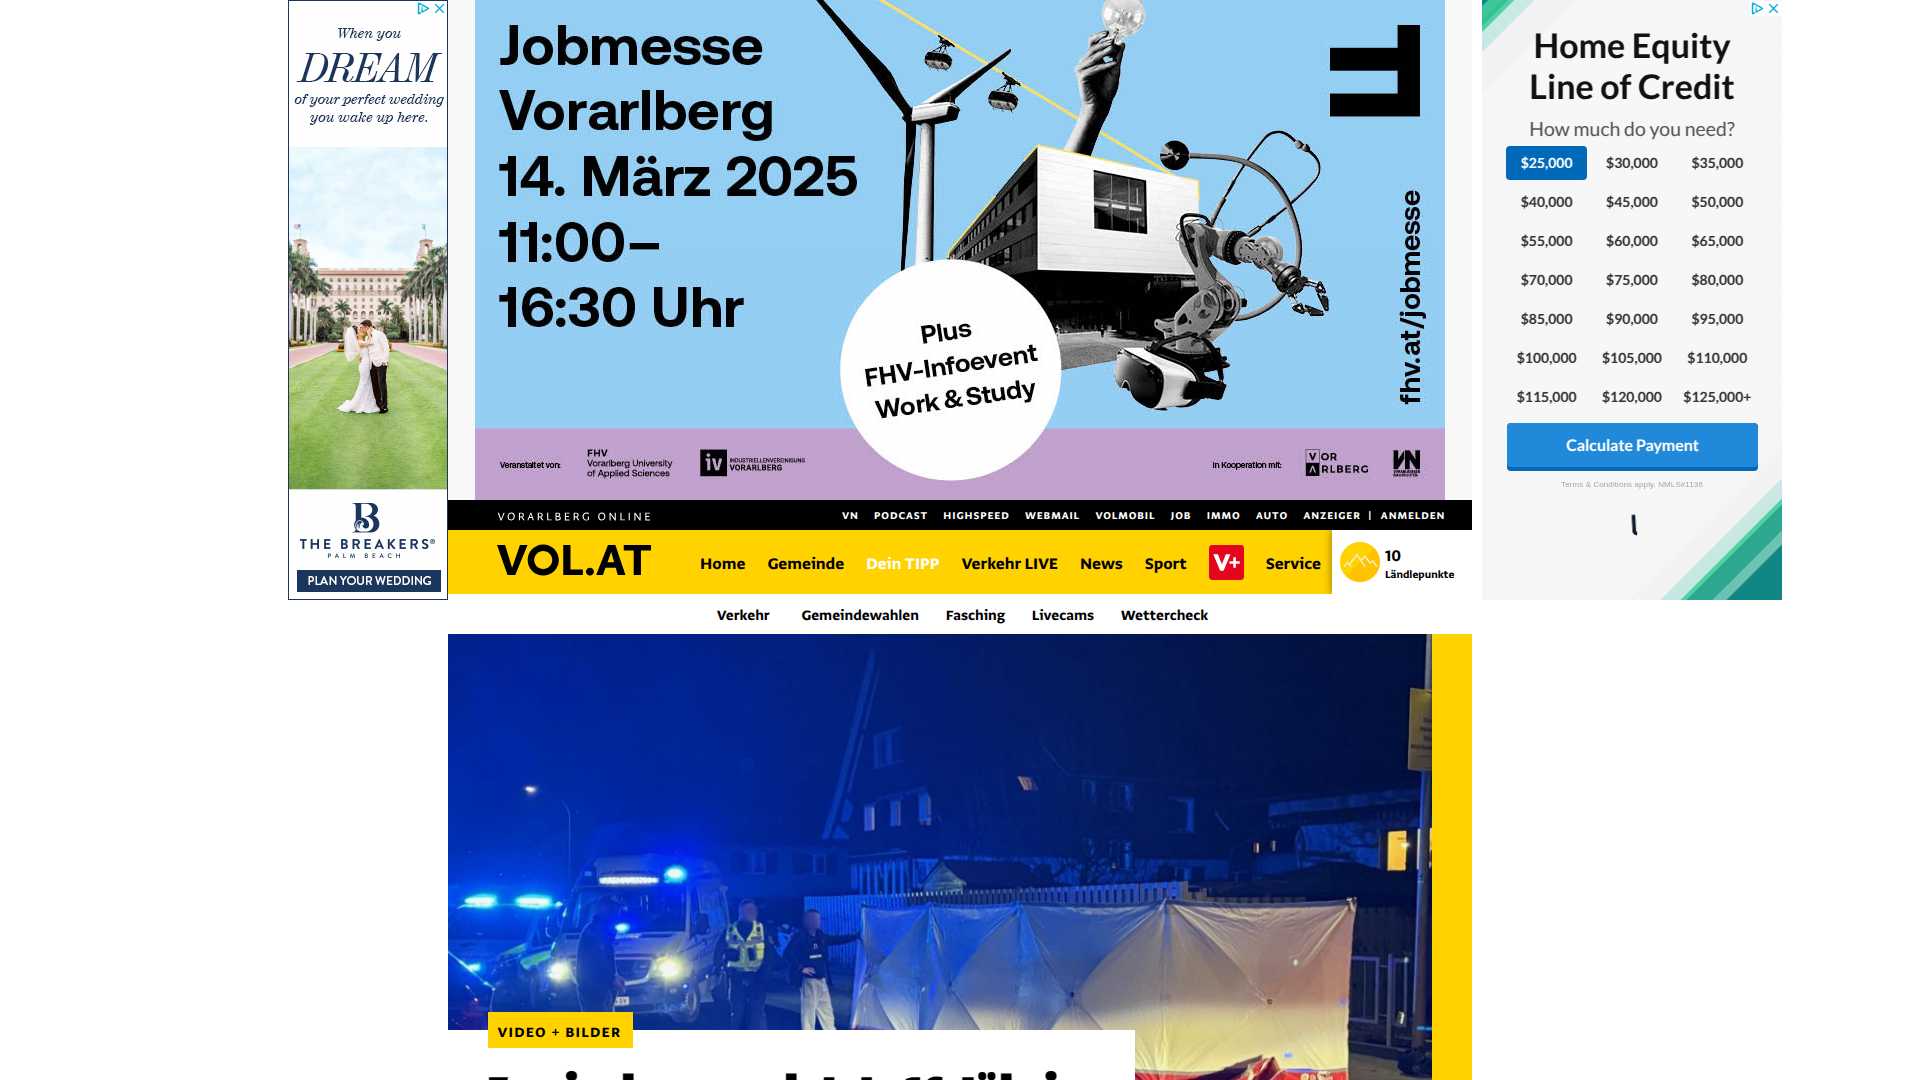 When you
DREAM
of your perfect wedding
you wake up here.
THE BREAKERS®
PALM BEACH
PLAN YOUR WEDDING
Jobmesse
Vorarlberg
14. März 2025
11:00–
16:30 Uhr
Plus
FHV-Infoevent
Work & Study
fhv.at/jobmesse
Veranstaltet von:
FHV
Vorarlberg University
of Applied Sciences
iv INDUSTRIELLENVEREINIGUNG
VORARLBERG
In Kooperation mit:
VOR
ARLBERG
VN
Home Equity
Line of Credit
How much do you need?
$25,000 $30,000 $35,000
$40,000 $45,000 $50,000
$55,000 $60,000 $65,000
$70,000 $75,000 $80,000
$85,000 $90,000 $95,000
$100,000 $105,000 $110,000
$115,000 $120,000 $125,000+
Calculate Payment
Terms & Conditions apply. NMLS#1136
VORARLBERG ONLINE
VN PODCAST HIGHSPEED WEBMAIL VOLMOBIL JOB IMMO AUTO ANZEIGER | ANMELDEN
VOL.AT
Home Gemeinde Dein TIPP Verkehr LIVE News Sport V+ Service
10
Ländlepunkte
Verkehr Gemeindewahlen Fasching Livecams Wettercheck
VIDEO + BILDER